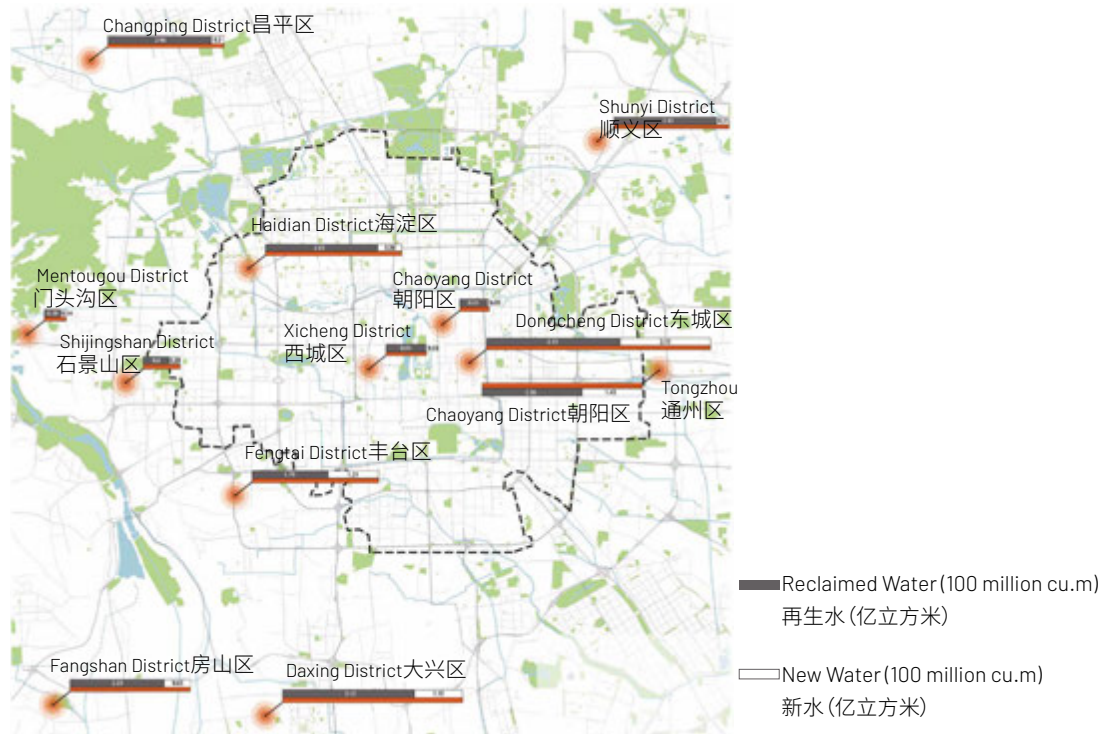 Changping District昌平区
Shunyi District
顺义区
Haidian District海淀区
Mentougou District
门头沟区
Chaoyang District
朝阳区
Dongcheng District东城区
Xicheng District
西城区
Shijingshan District
石景山区
Tongzhou
通州区
Chaoyang District朝阳区
Fengtai District丰台区
Reclaimed Water(100 million cu.m)
再生水(亿立方米)
Fangshan District房山区
Daxing District大兴区
New Water(100 million cu.m)
新水(亿立方米)